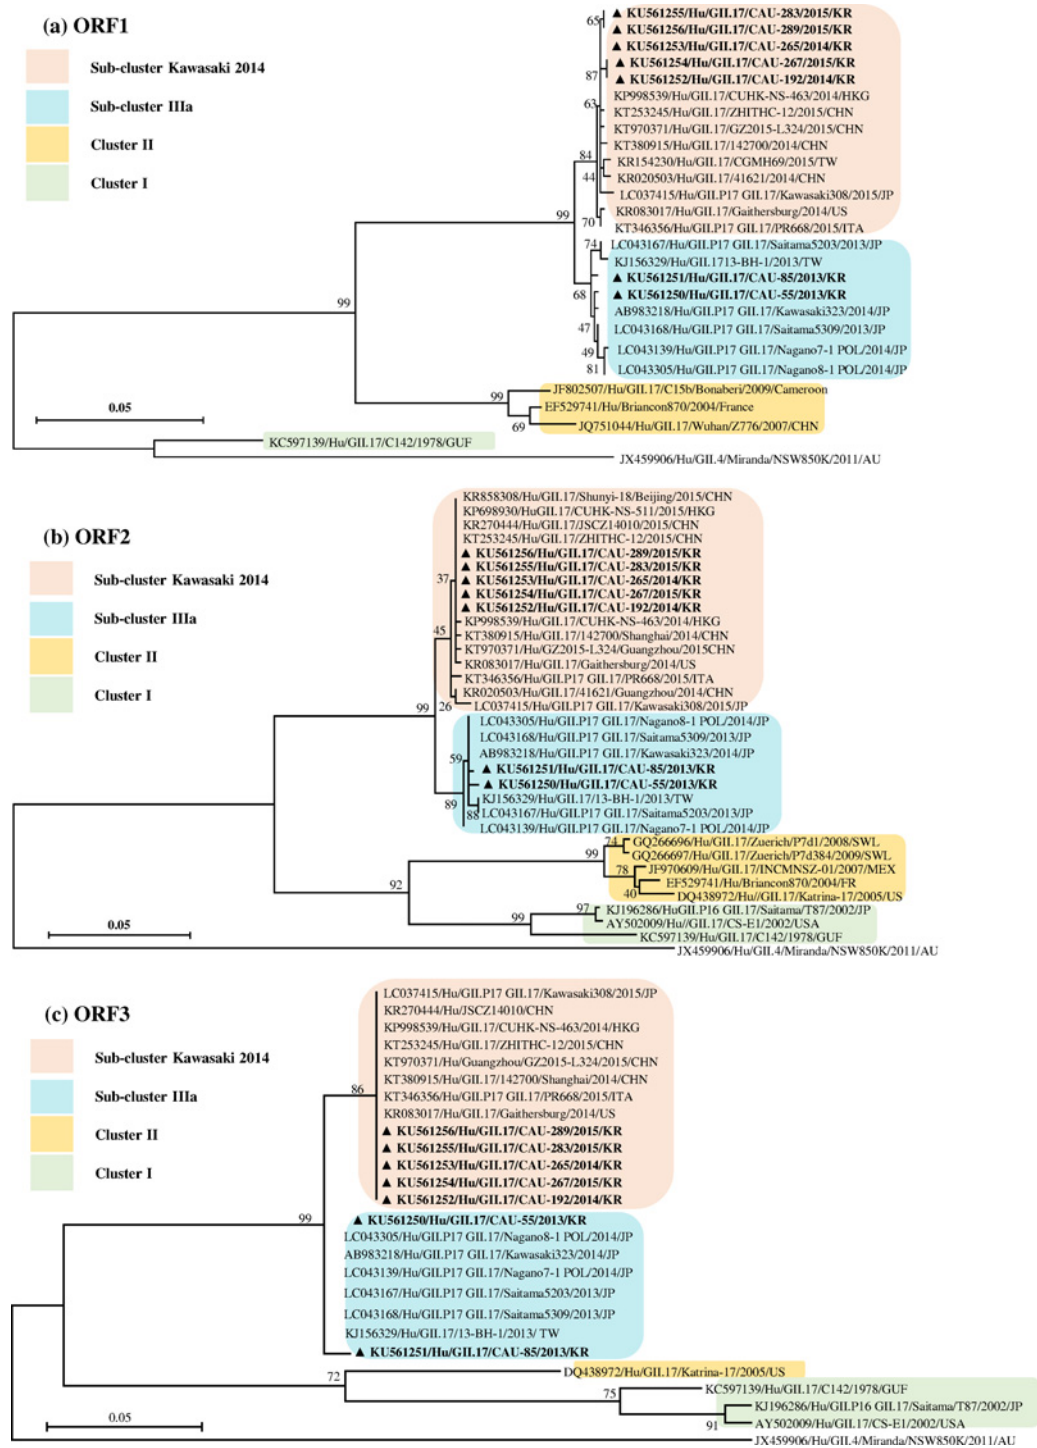 (a) ORF1
Sub-cluster Kawasaki 2014
Sub-cluster IIIa
Cluster II
Cluster I
65
▲ KU561255/Hu/GII.17/CAU-283/2015/KR
▲ KU561256/Hu/GII.17/CAU-289/2015/KR
▲ KU561253/Hu/GII.17/CAU-265/2014/KR
87
▲ KU561254/Hu/GII.17/CAU-267/2015/KR
▲ KU561252/Hu/GII.17/CAU-192/2014/KR
63
KP998539/Hu/GII.17/CUHK-NS-463/2014/HKG
KT253245/Hu/GII.17/ZHITHC-12/2015/CHN
KT970371/Hu/GII.17/GZ2015-L324/2015/CHN
KT380915/Hu/GII.17/142700/2014/CHN
84
KR154230/Hu/GII.17/CGMH69/2015/TW
44
KR020503/Hu/GII.17/41621/2014/CHN
LC037415/Hu/GII.P17 GII.17/Kawasaki308/2015/JP
70
KR083017/Hu/GII.17/Gaithersburg/2014/US
KT346356/Hu/GII.P17 GII.17/PR668/2015/ITA
99
74
LC043167/Hu/GII.P17 GII.17/Saitama5203/2013/JP
KJ156329/Hu/GII.1713-BH-1/2013/TW
▲ KU561251/Hu/GII.17/CAU-85/2013/KR
68
▲ KU561250/Hu/GII.17/CAU-55/2013/KR
AB983218/Hu/GII.P17 GII.17/Kawasaki323/2014/JP
47
LC043168/Hu/GII.P17 GII.17/Saitama5309/2013/JP
49
LC043139/Hu/GII.P17 GII.17/Nagano7-1 POL/2014/JP
81
LC043305/Hu/GII.P17 GII.17/Nagano8-1 POL/2014/JP
99
99
JF802507/Hu/GII.17/C15b/Bonaberi/2009/Cameroon
EF529741/Hu/Briancon870/2004/France
69
JQ751044/Hu/GII.17/Wuhan/Z776/2007/CHN
0.05
KC597139/Hu/GII.17/C142/1978/GUF
JX459906/Hu/GII.4/Miranda/NSW850K/2011/AU
(b) ORF2
Sub-cluster Kawasaki 2014
Sub-cluster IIIa
Cluster II
Cluster I
KR858308/Hu/GII.17/Shunyi-18/Beijing/2015/CHN
KP698930/HuGII.17/CUHK-NS-511/2015/HKG
KR270444/Hu/GII.17/JSCZ14010/2015/CHN
KT253245/Hu/GII.17/ZHITHC-12/2015/CHN
▲ KU561256/Hu/GII.17/CAU-289/2015/KR
▲ KU561255/Hu/GII.17/CAU-283/2015/KR
37
▲ KU561253/Hu/GII.17/CAU-265/2014/KR
▲ KU561254/Hu/GII.17/CAU-267/2015/KR
▲ KU561252/Hu/GII.17/CAU-192/2014/KR
KP998539/Hu/GII.17/CUHK-NS-463/2014/HKG
45
KT380915/Hu/GII.17/142700/Shanghai/2014/CHN
KT970371/Hu/GZ2015-L324/Guangzhou/2015CHN
KR083017/Hu/GII.17/Gaithersburg/2014/US
KT346356/Hu/GII.P17 GII.17/PR668/2015/ITA
KR020503/Hu/GII.17/41621/Guangzhou/2014/CHN
26
LC037415/Hu/GII.P17 GII.17/Kawasaki308/2015/JP
99
LC043305/Hu/GII.P17 GII.17/Nagano8-1 POL/2014/JP
LC043168/Hu/GII.P17 GII.17/Saitama5309/2013/JP
AB983218/Hu/GII.P17 GII.17/Kawasaki323/2014/JP
59
▲ KU561251/Hu/GII.17/CAU-85/2013/KR
▲ KU561250/Hu/GII.17/CAU-55/2013/KR
KJ156329/Hu/GII.17/13-BH-1/2013/TW
89
88
LC043167/Hu/GII.P17 GII.17/Saitama5203/2013/JP
LC043139/Hu/GII.P17 GII.17/Nagano7-1 POL/2014/JP
74
GQ266696/Hu/GII.17/Zuerich/P7d1/2008/SWL
99
GQ266697/Hu/GII.17/Zuerich/P7d384/2009/SWL
78
JF970609/Hu/GII.17/INCMNSZ-01/2007/MEX
EF529741/Hu/Briancon870/2004/FR
92
40
DQ438972/Hu//GII.17/Katrina-17/2005/US
97
KJ196286/HuGII.P16 GII.17/Saitama/T87/2002/JP
99
AY502009/Hu//GII.17/CS-E1/2002/USA
0.05
KC597139/Hu/GII.17/C142/1978/GUF
JX459906/Hu/GII.4/Miranda/NSW850K/2011/AU
(c) ORF3
Sub-cluster Kawasaki 2014
Sub-cluster IIIa
Cluster II
Cluster I
LC037415/Hu/GII.P17 GII.17/Kawasaki308/2015/JP
KR270444/Hu/JSCZ14010/CHN
KP998539/Hu/GII.17/CUHK-NS-463/2014/HKG
KT253245/Hu/GII.17/ZHITHC-12/2015/CHN
KT970371/Hu/Guangzhou/GZ2015-L324/2015/CHN
KT380915/Hu/GII.17/142700/Shanghai/2014/CHN
86
KT346356/Hu/GII.P17 GII.17/PR668/2015/ITA
KR083017/Hu/GII.17/Gaithersburg/2014/US
▲ KU561256/Hu/GII.17/CAU-289/2015/KR
▲ KU561255/Hu/GII.17/CAU-283/2015/KR
▲ KU561253/Hu/GII.17/CAU-265/2014/KR
▲ KU561254/Hu/GII.17/CAU-267/2015/KR
▲ KU561252/Hu/GII.17/CAU-192/2014/KR
99
▲ KU561250/Hu/GII.17/CAU-55/2013/KR
LC043305/Hu/GII.P17 GII.17/Nagano8-1 POL/2014/JP
AB983218/Hu/GII.P17 GII.17/Kawasaki323/2014/JP
LC043139/Hu/GII.P17 GII.17/Nagano7-1 POL/2014/JP
LC043167/Hu/GII.P17 GII.17/Saitama5203/2013/JP
LC043168/Hu/GII.P17 GII.17/Saitama5309/2013/JP
KJ156329/Hu/GII.17/13-BH-1/2013/ TW
▲ KU561251/Hu/GII.17/CAU-85/2013/KR
72
DQ438972/Hu/GII.17/Katrina-17/2005/US
75
KC597139/Hu/GII.17/C142/1978/GUF
KJ196286/Hu/GII.P16 GII.17/Saitama/T87/2002/JP
91
AY502009/Hu/GII.17/CS-E1/2002/USA
0.05
JX459906/Hu/GII.4/Miranda/NSW850K/2011/AU